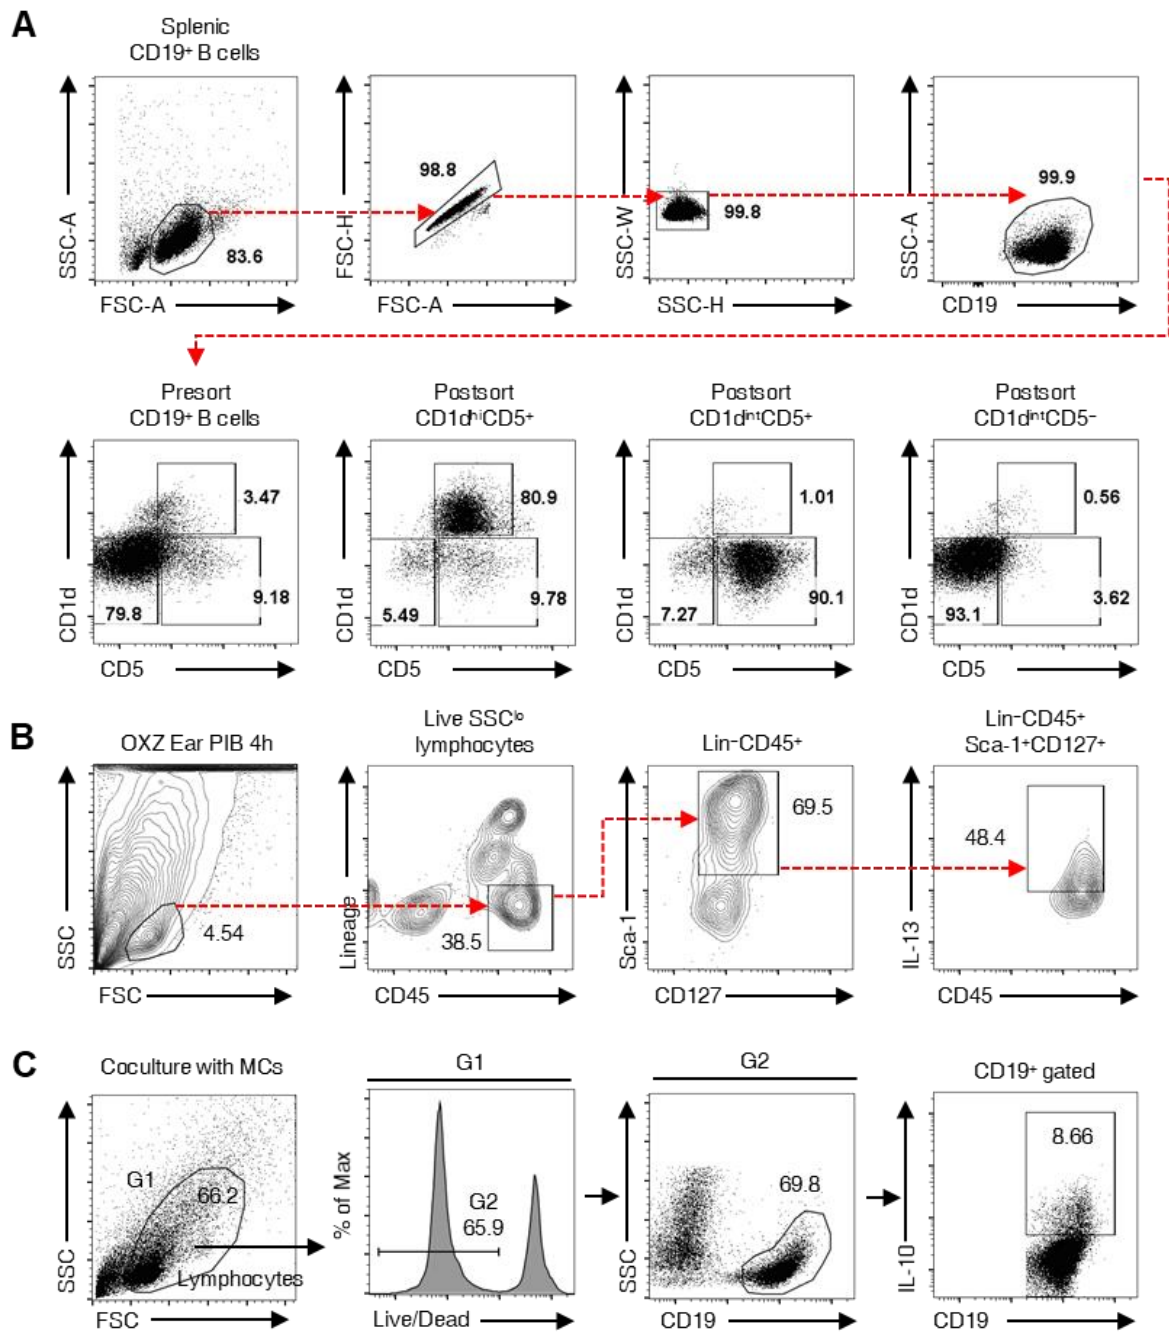 A
Splenic
CD19⁺ B cells
SSC-A
83.6
FSC-A
98.8
FSC-H
FSC-A
99.8
SSC-W
SSC-H
99.9
SSC-A
CD19
Presort
CD19⁺ B cells
3.47
79.8
9.18
CD1d
CD5
Postsort
CD1dʰⁱCD5⁺
80.9
5.49
9.78
CD1d
CD5
Postsort
CD1dⁱⁿᵗCD5⁺
1.01
7.27
90.1
CD1d
CD5
Postsort
CD1dⁱⁿᵗCD5⁻
0.56
93.1
3.62
CD1d
CD5
B
OXZ Ear PIB 4h
SSC
4.54
FSC
Live SSCˡᵒ
lymphocytes
Lineage
38.5
CD45
Lin⁻CD45⁺
Sca-1
69.5
CD127
Lin⁻CD45⁺
Sca-1⁺CD127⁺
IL-13
48.4
CD45
C
Coculture with MCs
G1
66.2
Lymphocytes
SSC
FSC
G1
% of Max
G2
65.9
Live/Dead
G2
69.8
SSC
CD19
CD19⁺ gated
8.66
IL-10
CD19